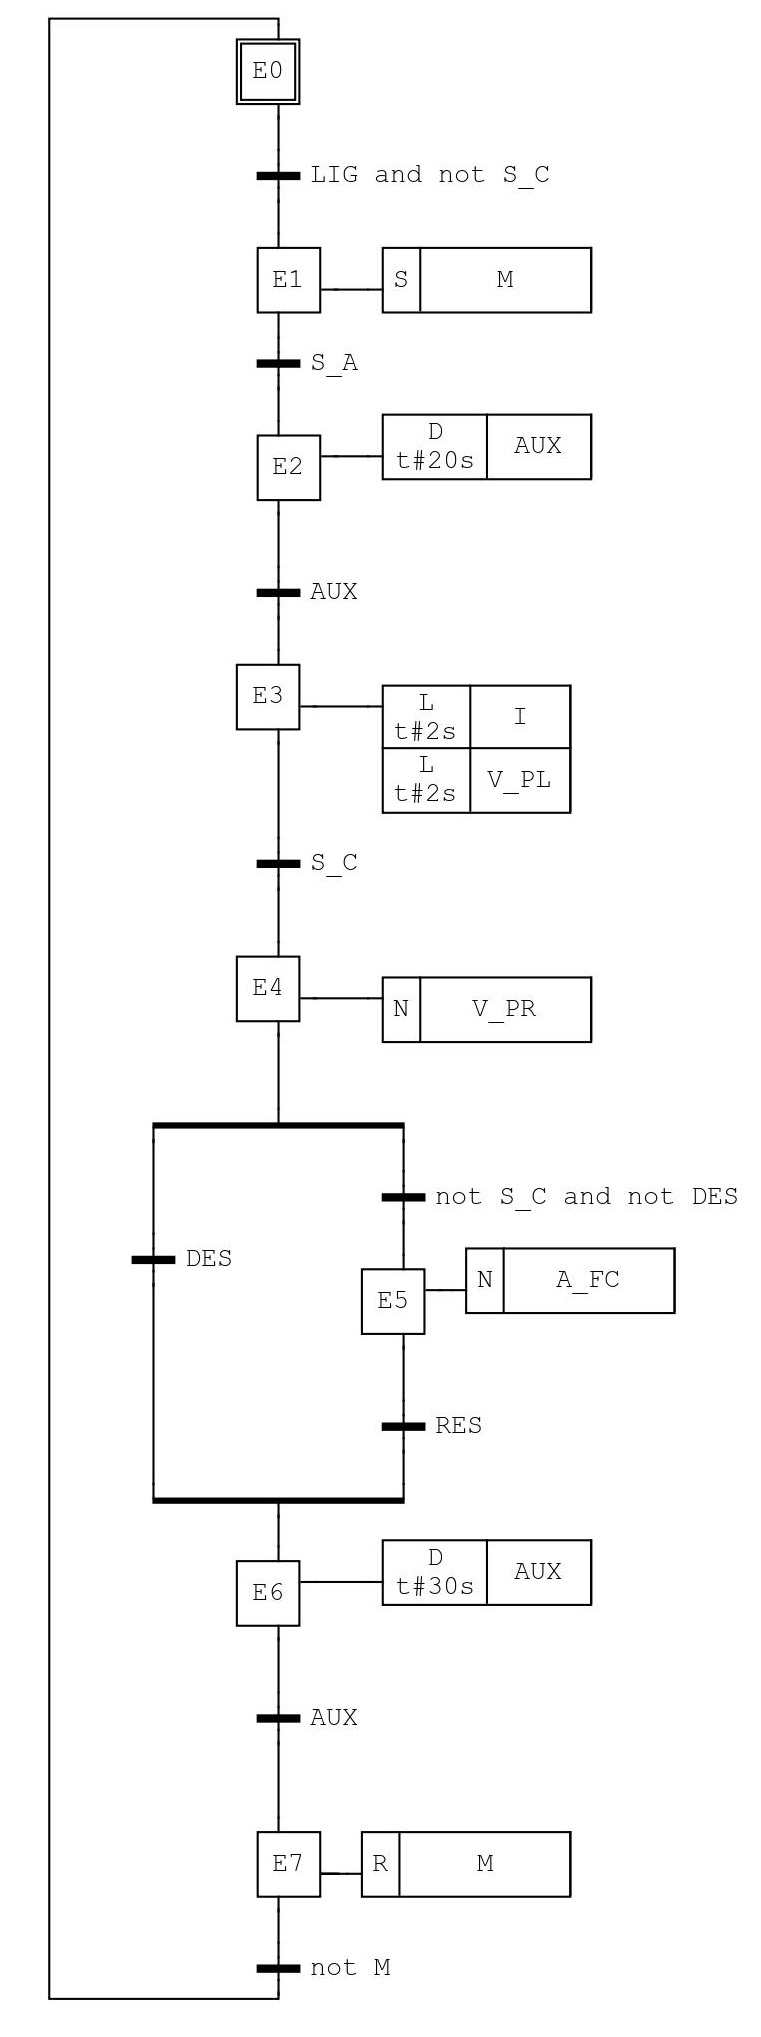 E0
LIG and not S_C
E1
S
M
S_A
E2
D
t#20s
AUX
AUX
E3
L
t#2s
I
L
t#2s
V_PL
S_C
E4
N
V_PR
not S_C and not DES
DES
E5
N
A_FC
RES
E6
D
t#30s
AUX
AUX
E7
R
M
not M